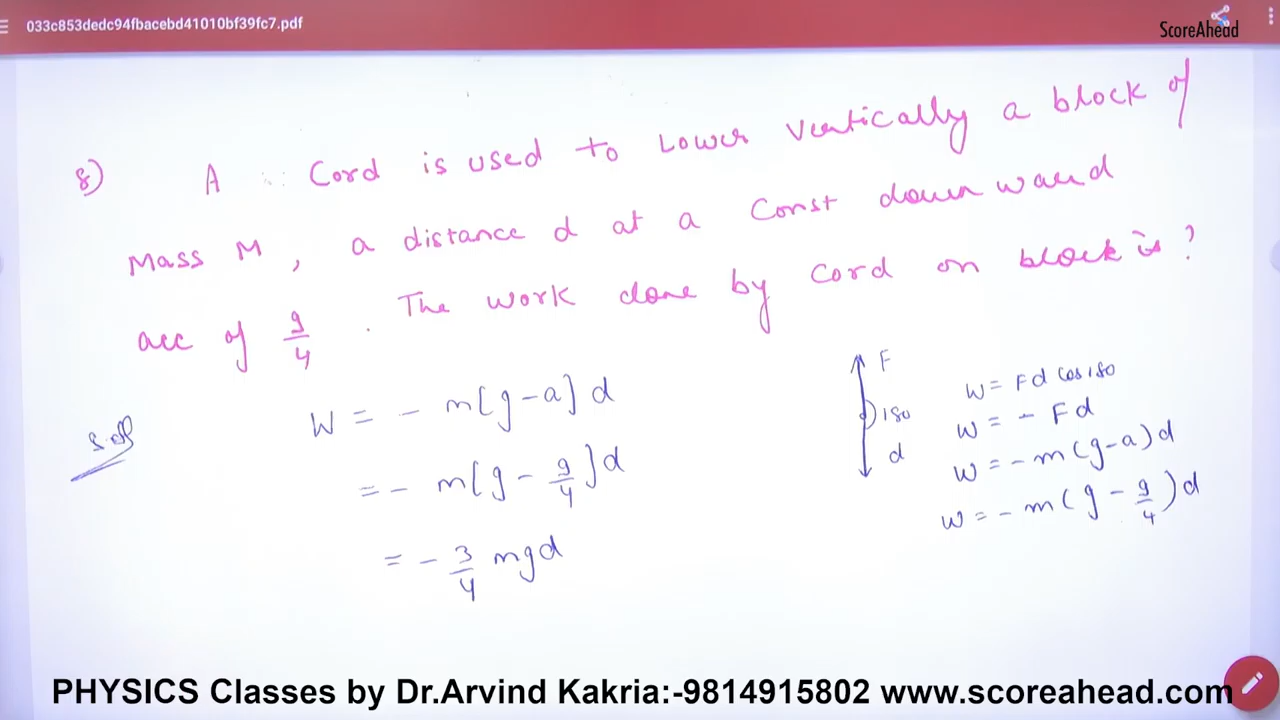 033c853dedc94fbacebd41010bf39fc7.pdf
ScoreAhead
8) A Cord is used to Lower Vertically a block of
Mass M, a distance d at a Const downward
acc of g/4. The work done by Cord on block is?
Soln
W = - m[g-a]d
= - m[g - g/4]d
= - 3/4 mgd
F
180
d
W = Fd cos180
W = - Fd
W = - m(g-a)d
W = - m(g - g/4)d
PHYSICS Classes by Dr.Arvind Kakria:-9814915802 www.scoreahead.com